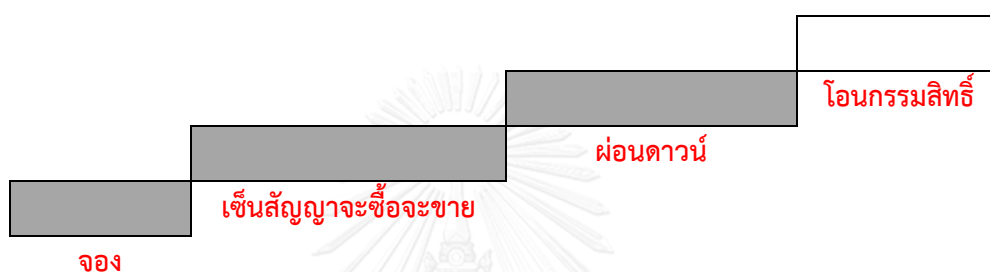 โอนกรรมสิทธิ์
ผ่อนดาวน์
เซ็นสัญญาจะซื้อจะขาย
จอง